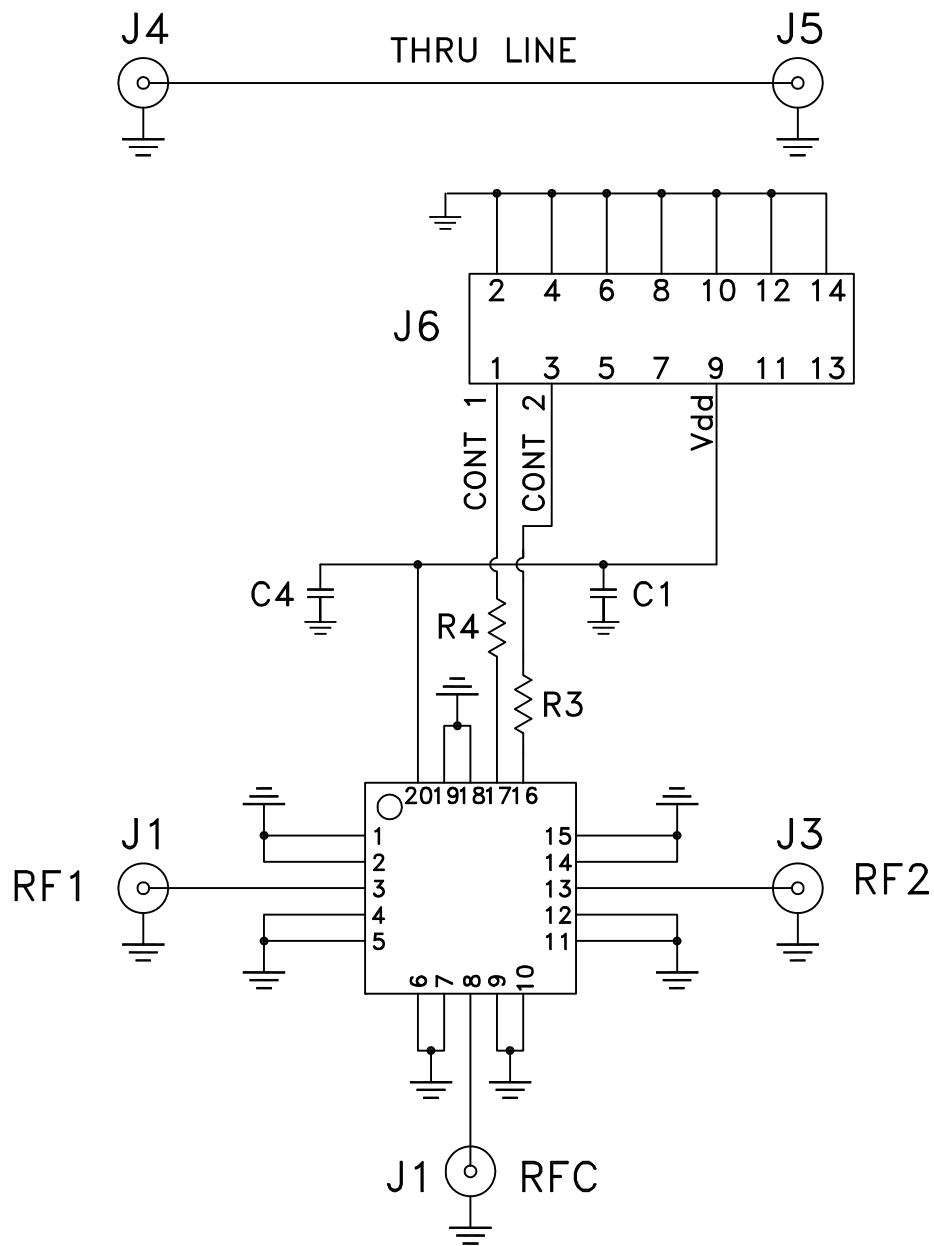 J4
THRU LINE
J5
2 4 6 8 10 12 14
J6
1 3 5 7 9 11 13
CONT 1
CONT 2
Vdd
C4
C1
R4
R3
20 19 18 17 16
J1
RF1
1
2
3
4
5
15
14
13
12
11
J3
RF2
6 7 8 9 10
J1
RFC